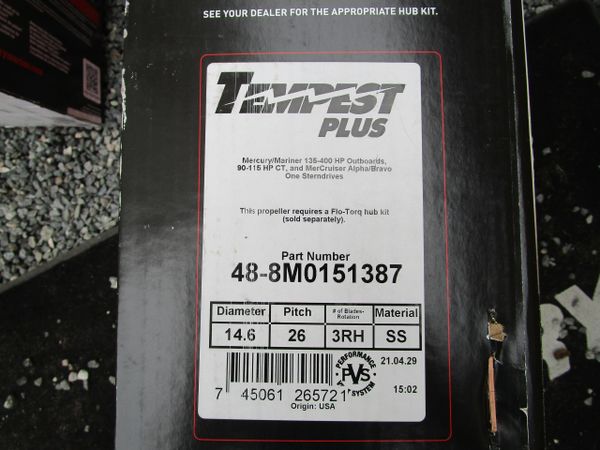 SEE YOUR DEALER FOR THE APPROPRIATE HUB KIT.
TEMPEST
PLUS
Mercury/Mariner 135-400 HP Outboards,
90-115 HP CT, and MerCruiser Alpha/Bravo
One Sterndrives
This propeller requires a Flo-Torq hub kit
(sold separately).
Part Number
48-8M0151387
Diameter Pitch # of Blades- Rotation Material
14.6 26 3RH SS
PERFORMANCE
PVS
SYSTEM
21.04.29
15:02
7 45061 26572 1
Origin: USA